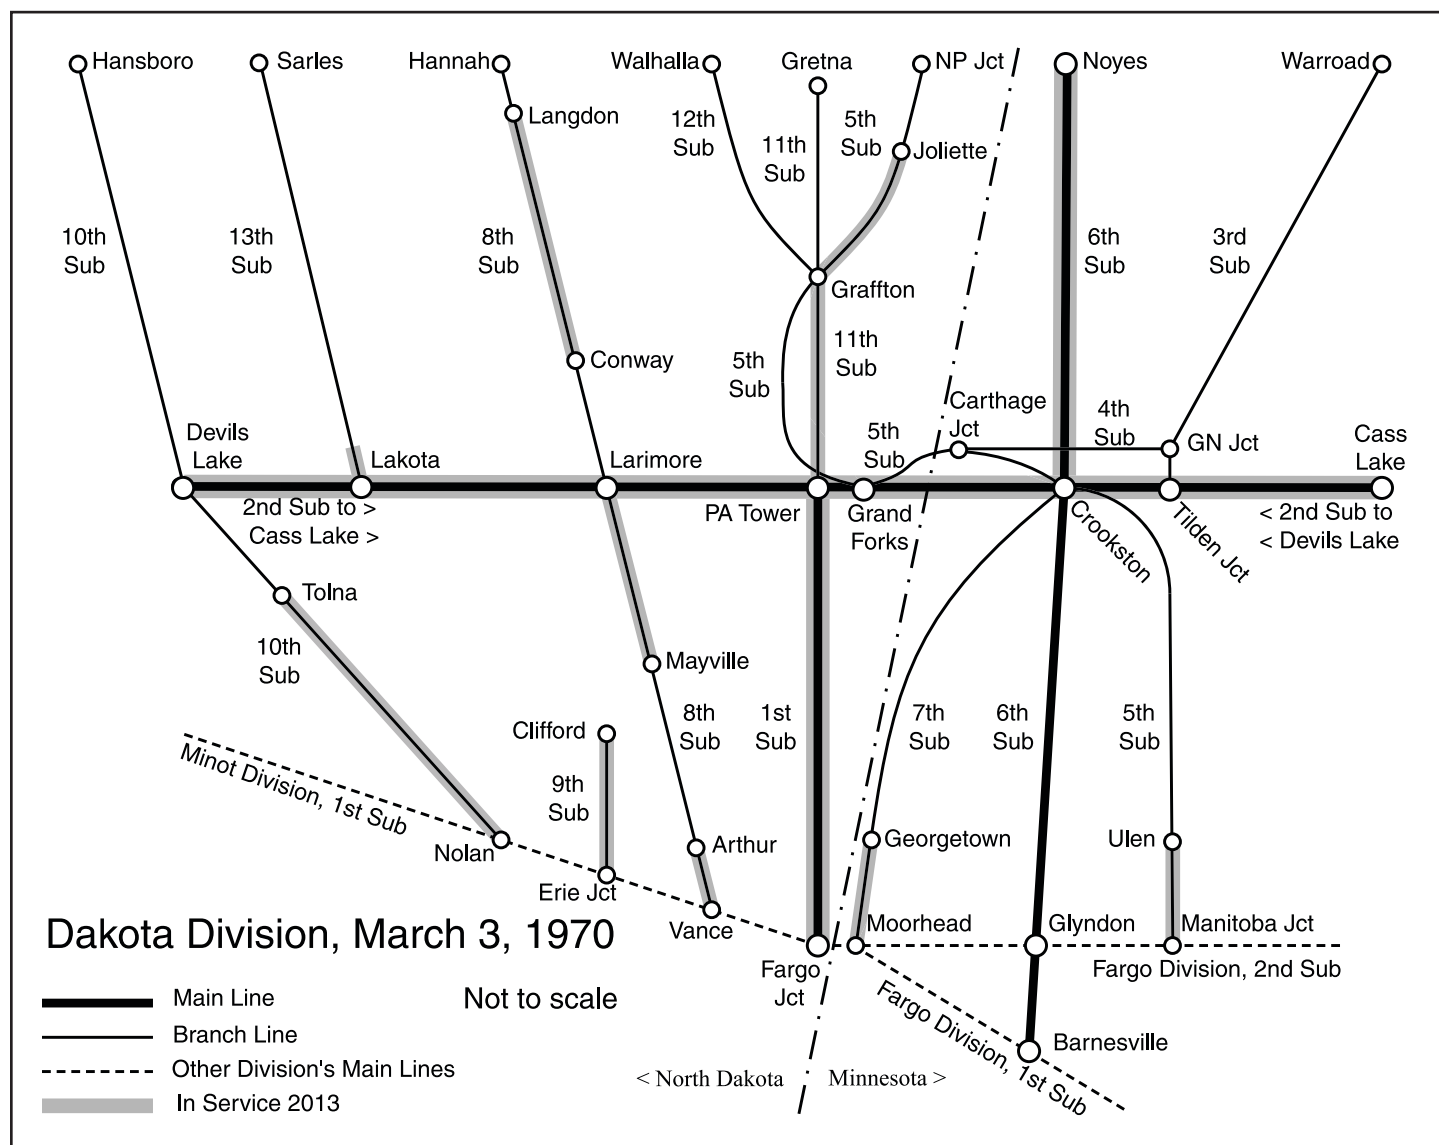 Hansboro
Sarles
Hannah
Walhalla
Gretna
NP Jct
Noyes
Warroad
Langdon
12th
Sub
11th
Sub
5th
Sub
Joliette
10th
Sub
13th
Sub
8th
Sub
6th
Sub
3rd
Sub
Graffton
Conway
5th
Sub
11th
Sub
Carthage
Jct
4th
Sub
Devils
Lake
Lakota
Larimore
5th
Sub
GN Jct
Cass
Lake
2nd Sub to >
Cass Lake >
PA Tower
Grand
Forks
Crookston
Tilden Jct
< 2nd Sub to
< Devils Lake
Tolna
10th
Sub
Mayville
Clifford
8th
Sub
1st
Sub
7th
Sub
6th
Sub
5th
Sub
Minot Division, 1st Sub
9th
Sub
Nolan
Arthur
Georgetown
Ulen
Erie Jct
Vance
Moorhead
Glyndon
Manitoba Jct
Dakota Division, March 3, 1970
Fargo
Jct
Fargo Division, 2nd Sub
Main Line
Not to scale
Fargo Division, 1st Sub
Branch Line
Barnesville
Other Division's Main Lines
< North Dakota
Minnesota >
In Service 2013